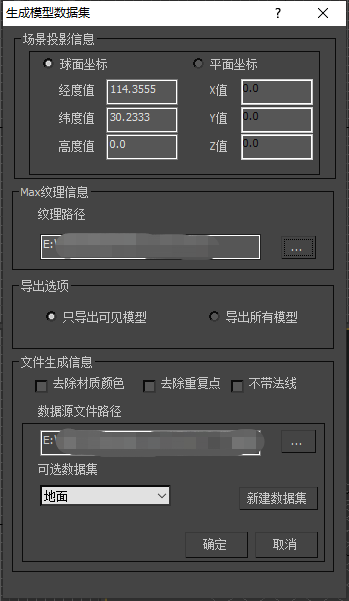 生成模型数据集 ? ×
场景投影信息
球面坐标 平面坐标
经度值 114.3555 X值 0.0
纬度值 30.2333 Y值 0.0
高度值 0.0 Z值 0.0
Max纹理信息
纹理路径
E:\ ...
导出选项
只导出可见模型 导出所有模型
文件生成信息
去除材质颜色 去除重复点 不带法线
数据源文件路径
E:\ ...
可选数据集
地面 新建数据集
确定 取消